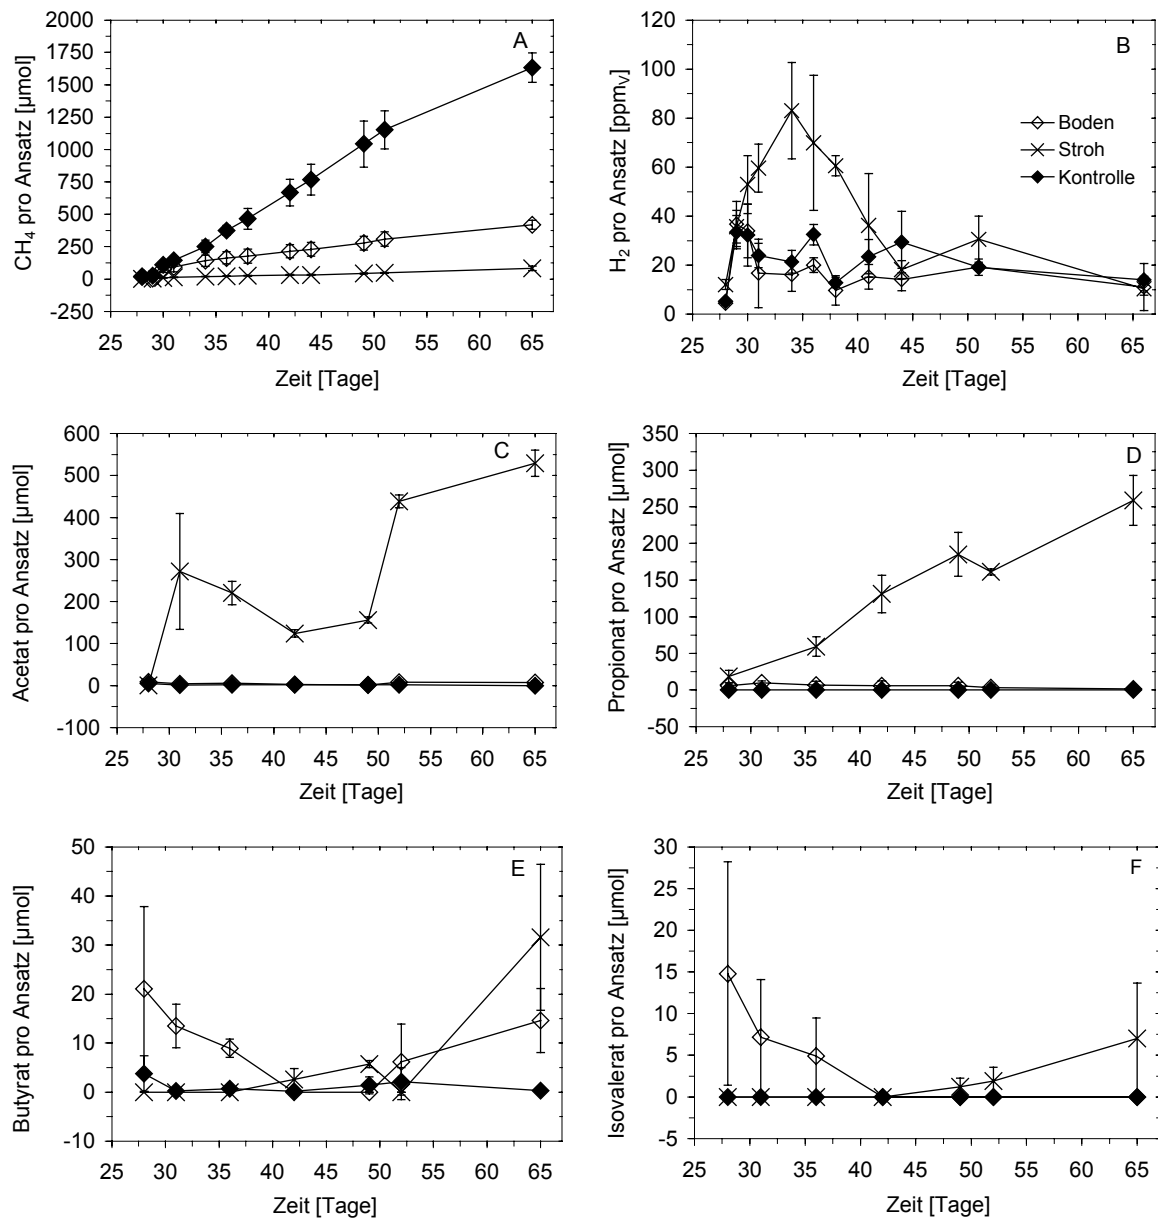 A
CH4 pro Ansatz [µmol]
2000
1750
1500
1250
1000
750
500
250
0
-250
25 30 35 40 45 50 55 60 65
Zeit [Tage]
B
H2 pro Ansatz [ppmV]
120
100
80
60
40
20
0
Boden
Stroh
Kontrolle
25 30 35 40 45 50 55 60 65
Zeit [Tage]
C
Acetat pro Ansatz [µmol]
600
500
400
300
200
100
0
-100
25 30 35 40 45 50 55 60 65
Zeit [Tage]
D
Propionat pro Ansatz [µmol]
350
300
250
200
150
100
50
0
-50
25 30 35 40 45 50 55 60 65
Zeit [Tage]
E
Butyrat pro Ansatz [µmol]
50
40
30
20
10
0
-10
25 30 35 40 45 50 55 60 65
Zeit [Tage]
F
Isovalerat pro Ansatz [µmol]
30
25
20
15
10
5
0
-5
25 30 35 40 45 50 55 60 65
Zeit [Tage]